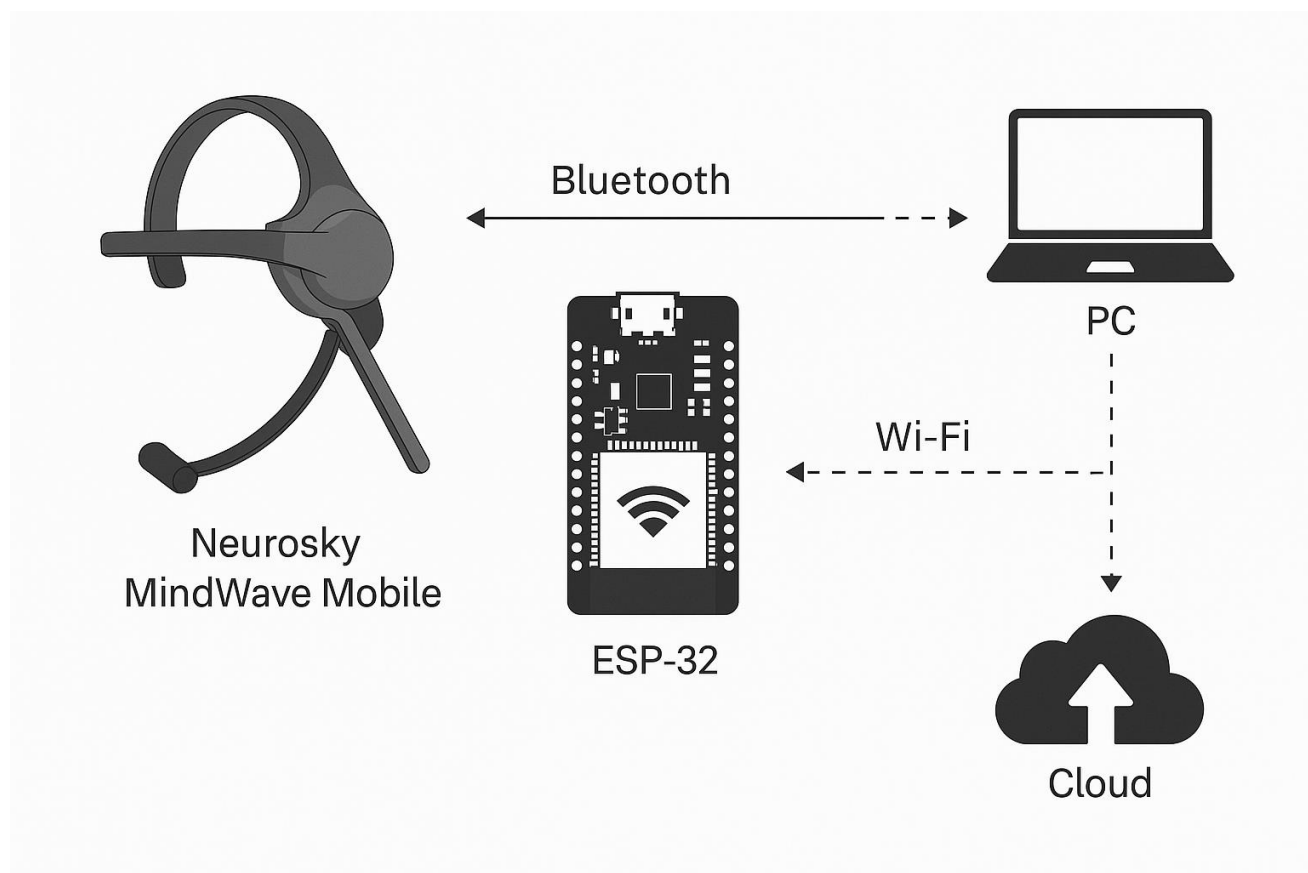 Bluetooth
PC
Wi-Fi
Neurosky
MindWave Mobile
ESP-32
Cloud